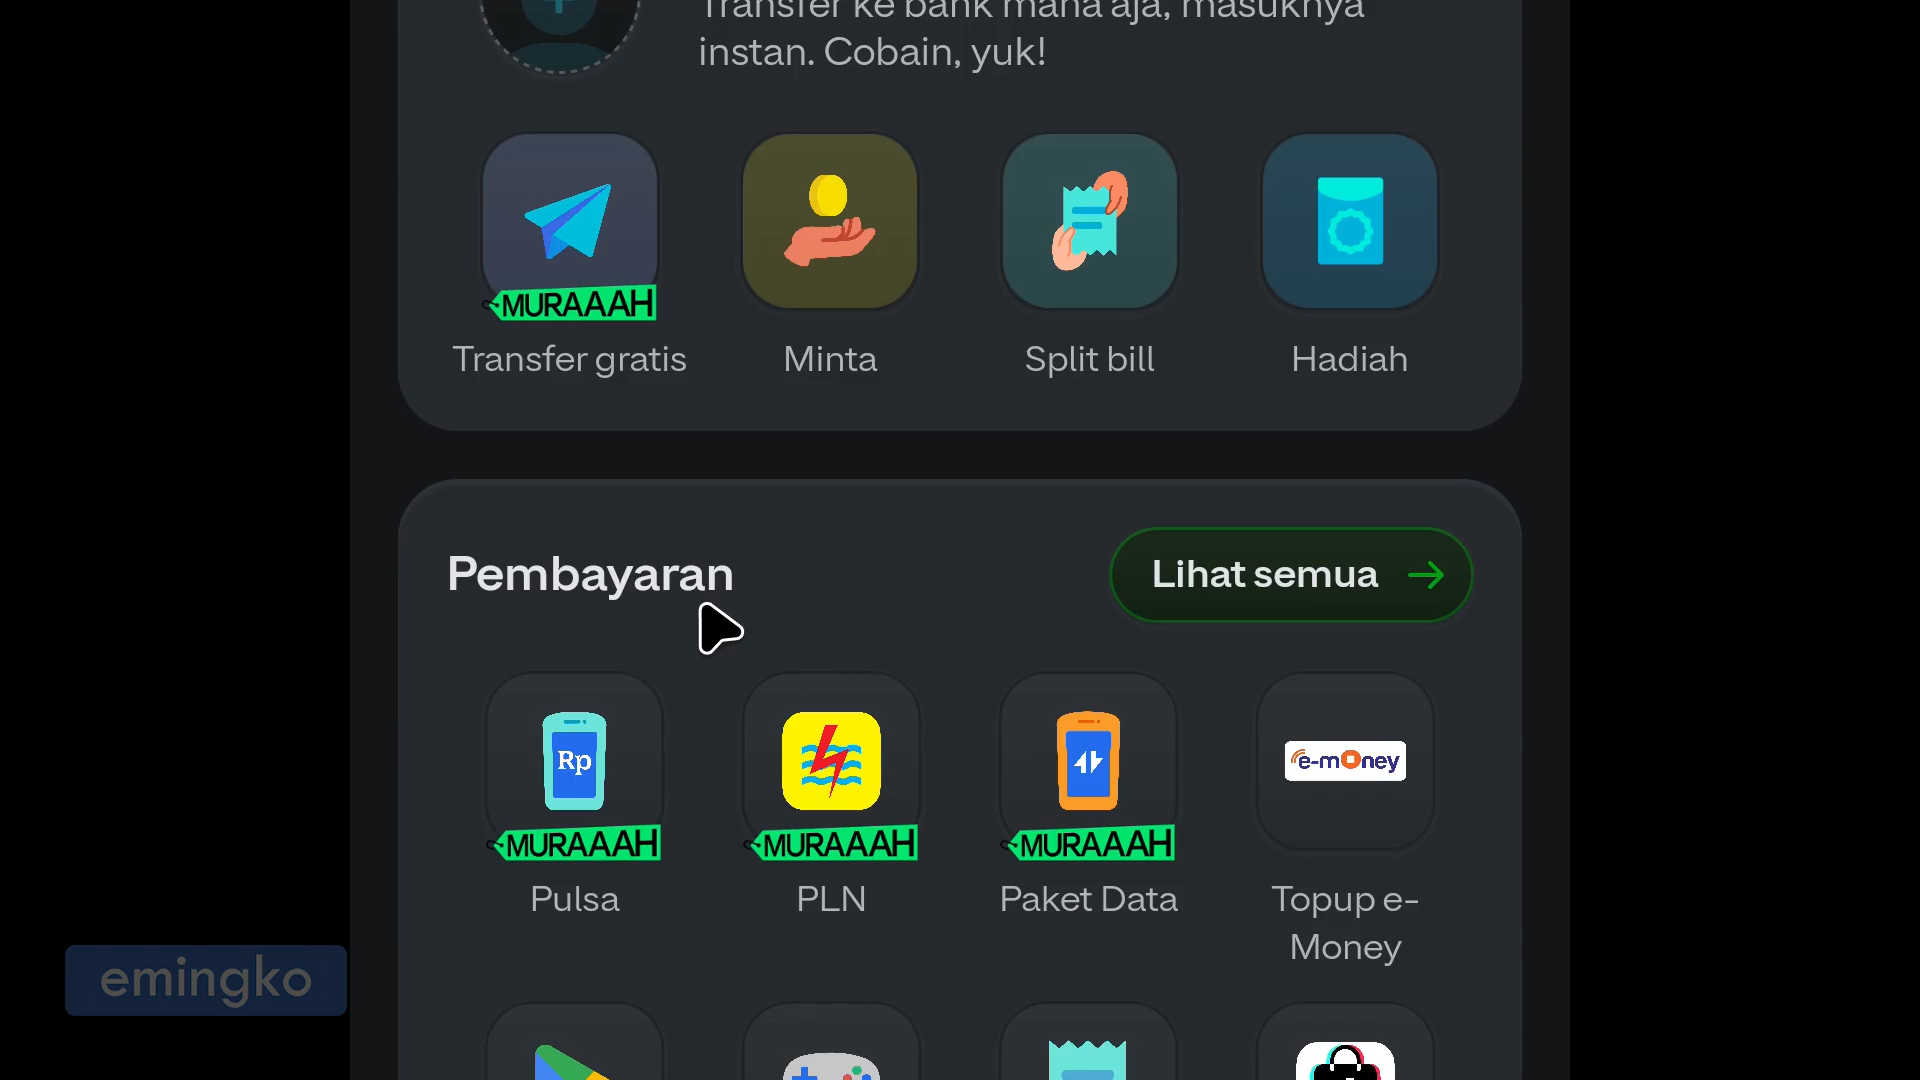 Transfer ke bank mana aja, masuknya
instan. Cobain, yuk!
MURAAAH
Transfer gratis
Minta
Split bill
Hadiah
Pembayaran
Lihat semua
Rp
e-money
MURAAAH
MURAAAH
MURAAAH
Pulsa
PLN
Paket Data
Topup e-
Money
emingko